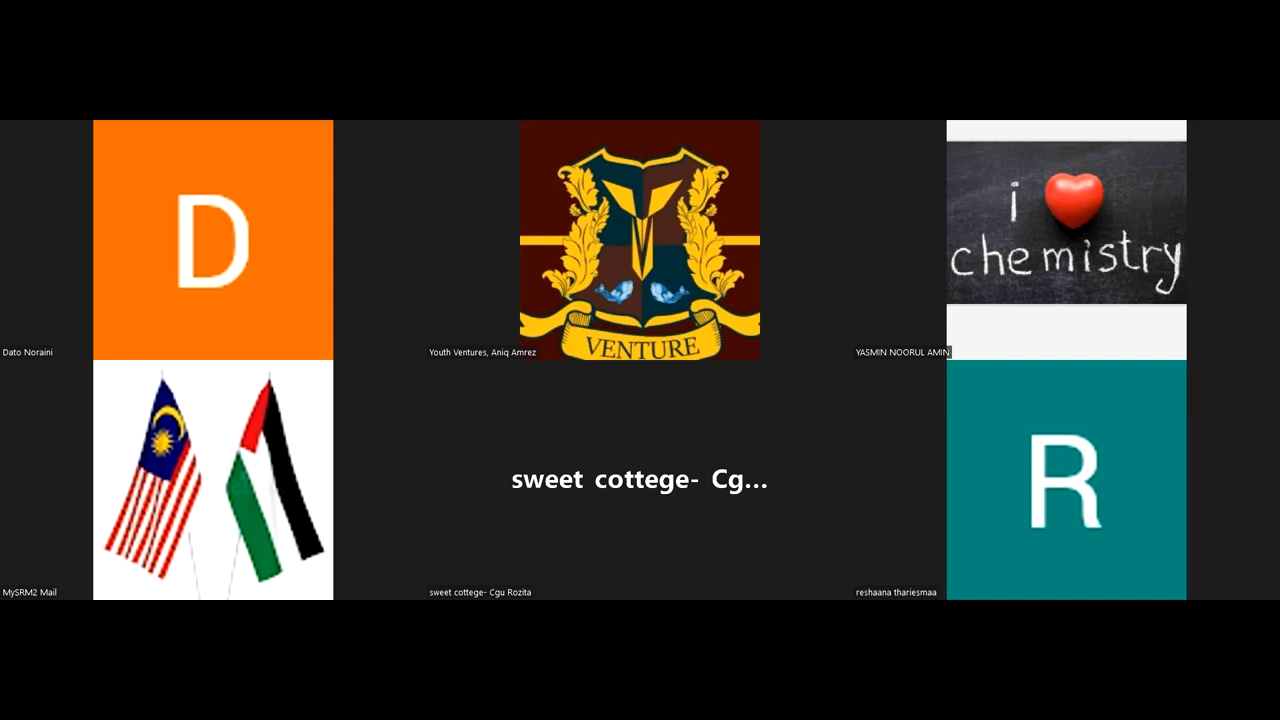 D
VENTURE
i
chemistry
Dato Noraini
Youth Ventures, Aniq Amrez
YASMIN NOORUL AMIN
sweet cottege- Cg...
R
MySRM2 Mail
sweet cottege- Cgu Rozita
reshaana thariesmaa